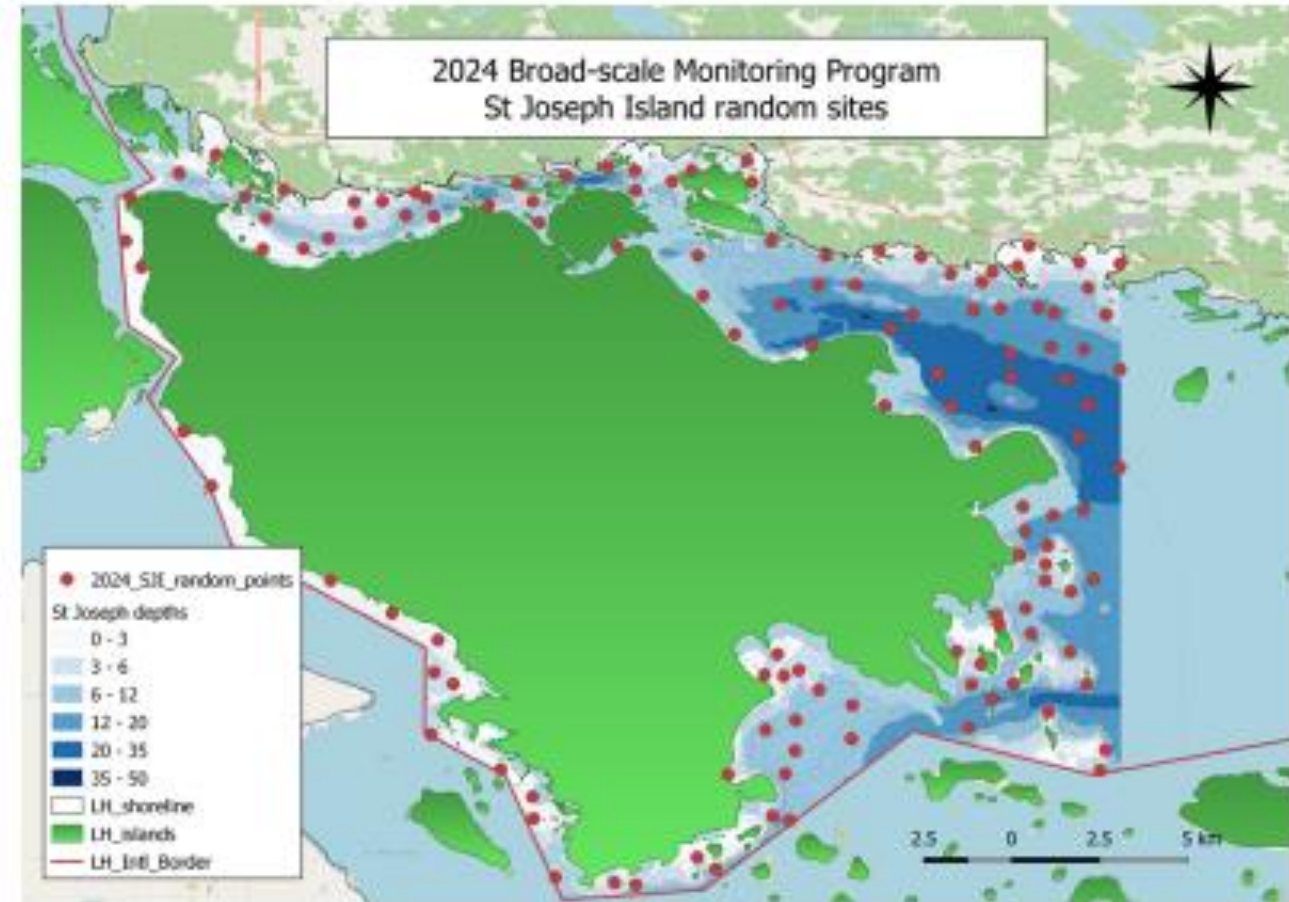 2024 Broad-scale Monitoring Program
St Joseph Island random sites
2024_SJI_random_points
St Joseph depths
0 - 3
3 - 6
6 - 12
12 - 20
20 - 35
35 - 50
LH_shoreline
LH_islands
LH_Intl_Border
2.5 0 2.5 5 km